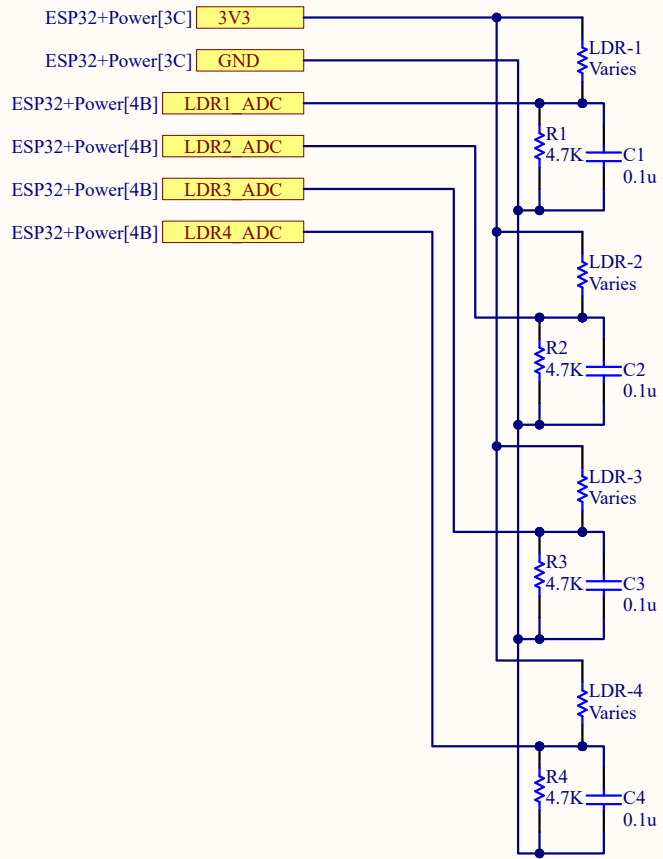 ESP32+Power[3C] 3V3
ESP32+Power[3C] GND
ESP32+Power[4B] LDR1_ADC
ESP32+Power[4B] LDR2_ADC
ESP32+Power[4B] LDR3_ADC
ESP32+Power[4B] LDR4_ADC
LDR-1
Varies
R1
4.7K
C1
0.1u
LDR-2
Varies
R2
4.7K
C2
0.1u
LDR-3
Varies
R3
4.7K
C3
0.1u
LDR-4
Varies
R4
4.7K
C4
0.1u